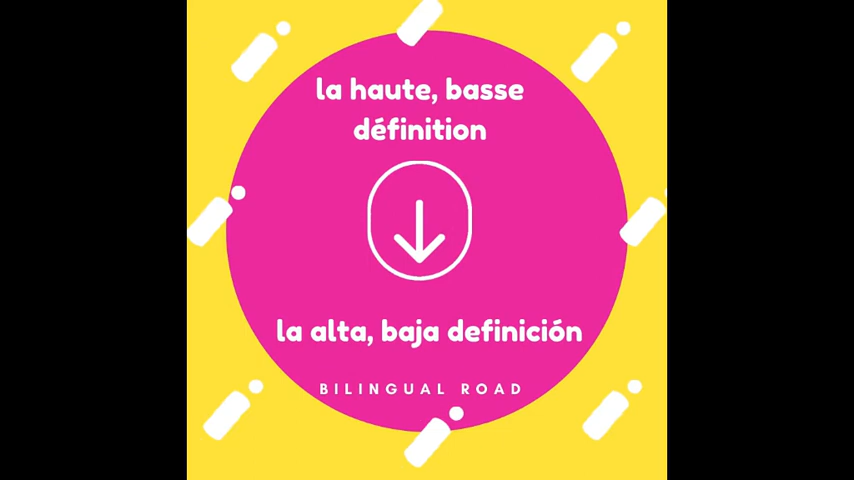 la haute, basse
définition
la alta, baja definición
BILINGUAL ROAD